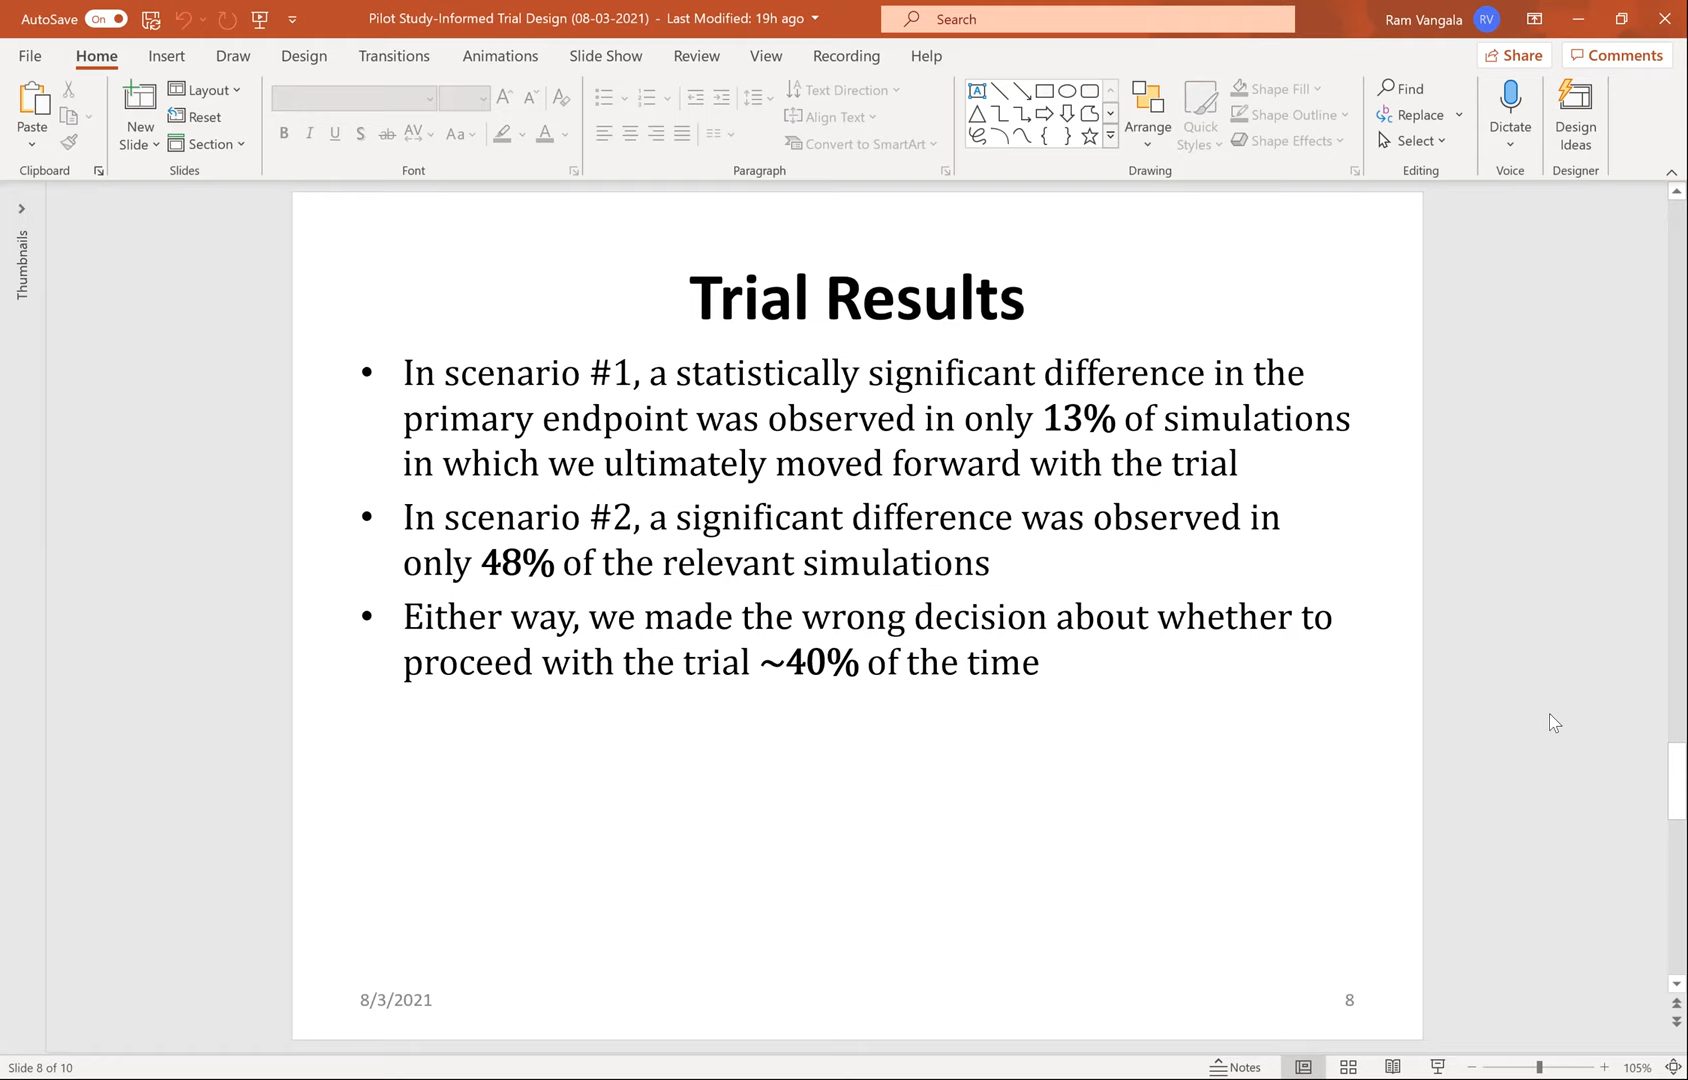 AutoSave On Pilot Study-Informed Trial Design (08-03-2021) - Last Modified: 19h ago Search Ram Vangala RV
File Home Insert Draw Design Transitions Animations Slide Show Review View Recording Help Share Comments
Paste
New
Slide
Layout
Reset
Section
B I U S ab AV Aa A
Text Direction
Align Text
Convert to SmartArt
Arrange
Quick
Styles
Shape Fill
Shape Outline
Shape Effects
Find
Replace
Select
Dictate
Design
Ideas
Clipboard Slides Font Paragraph Drawing Editing Voice Designer
Thumbnails
Trial Results
• In scenario #1, a statistically significant difference in the
primary endpoint was observed in only 13% of simulations
in which we ultimately moved forward with the trial
• In scenario #2, a significant difference was observed in
only 48% of the relevant simulations
• Either way, we made the wrong decision about whether to
proceed with the trial ~40% of the time
8/3/2021 8
Slide 8 of 10 Notes 105%